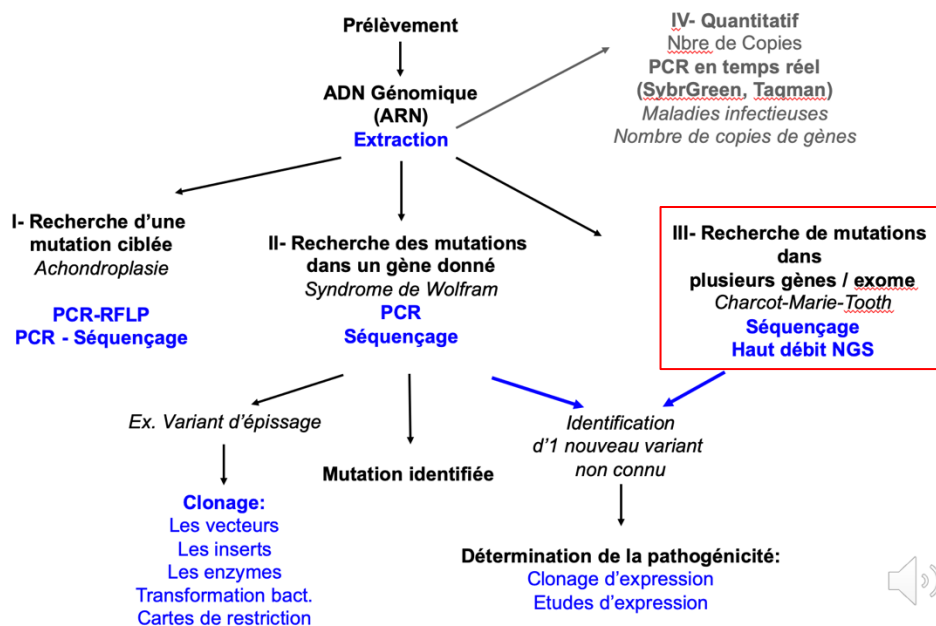 Prélèvement
ADN Génomique
(ARN)
Extraction
IV- Quantitatif
Nbre de Copies
PCR en temps réel
(SybrGreen, Taqman)
Maladies infectieuses
Nombre de copies de gènes
I- Recherche d'une
mutation ciblée
Achondroplasie
PCR-RFLP
PCR - Séquençage
II- Recherche des mutations
dans un gène donné
Syndrome de Wolfram
PCR
Séquençage
III- Recherche de mutations
dans
plusieurs gènes / exome
Charcot-Marie-Tooth
Séquençage
Haut débit NGS
Ex. Variant d'épissage
Clonage:
Les vecteurs
Les inserts
Les enzymes
Transformation bact.
Cartes de restriction
Mutation identifiée
Identification
d'1 nouveau variant
non connu
Détermination de la pathogénicité:
Clonage d'expression
Etudes d'expression